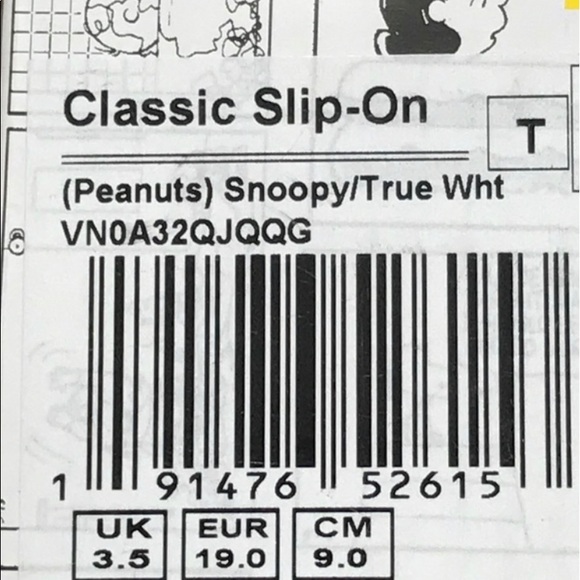 Classic Slip-On
T
(Peanuts) Snoopy/True Wht
VN0A32QJQQG
1 91476 52615
UK EUR CM
3.5 19.0 9.0